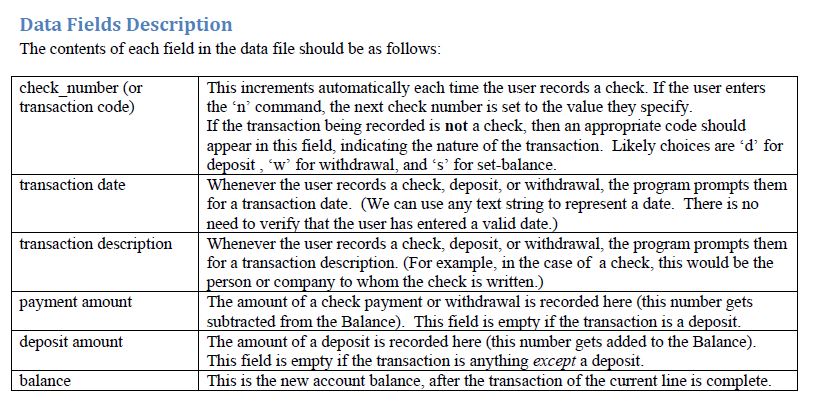 Data Fields Description
The contents of each field in the data file should be as follows:
check_number (or
transaction code)
This increments automatically each time the user records a check. If the user enters
the ‘n’ command, the next check number is set to the value they specify.
If the transaction being recorded is not a check, then an appropriate code should
appear in this field, indicating the nature of the transaction.  Likely choices are ‘d’ for
deposit , ‘w’ for withdrawal, and ‘s’ for set-balance.
transaction date
Whenever the user records a check, deposit, or withdrawal, the program prompts them
for a transaction date.  (We can use any text string to represent a date.  There is no
need to verify that the user has entered a valid date.)
transaction description
Whenever the user records a check, deposit, or withdrawal, the program prompts them
for a transaction description. (For example, in the case of  a check, this would be the
person or company to whom the check is written.)
payment amount
The amount of a check payment or withdrawal is recorded here (this number gets
subtracted from the Balance).  This field is empty if the transaction is a deposit.
deposit amount
The amount of a deposit is recorded here (this number gets added to the Balance).
This field is empty if the transaction is anything except a deposit.
balance
This is the new account balance, after the transaction of the current line is complete.